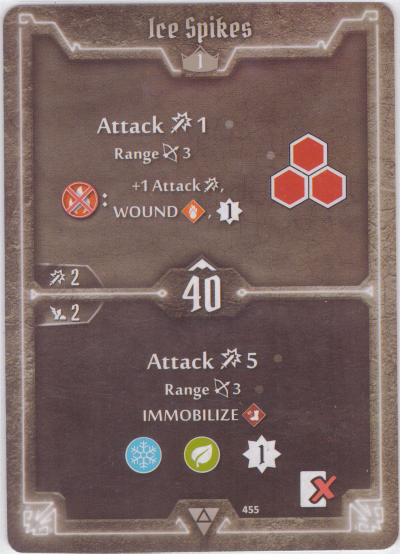 Ice Spikes
1
Attack 1
Range 3
: +1 Attack,
WOUND , 1
2
40
2
Attack 5
Range 3
IMMOBILIZE
1
455